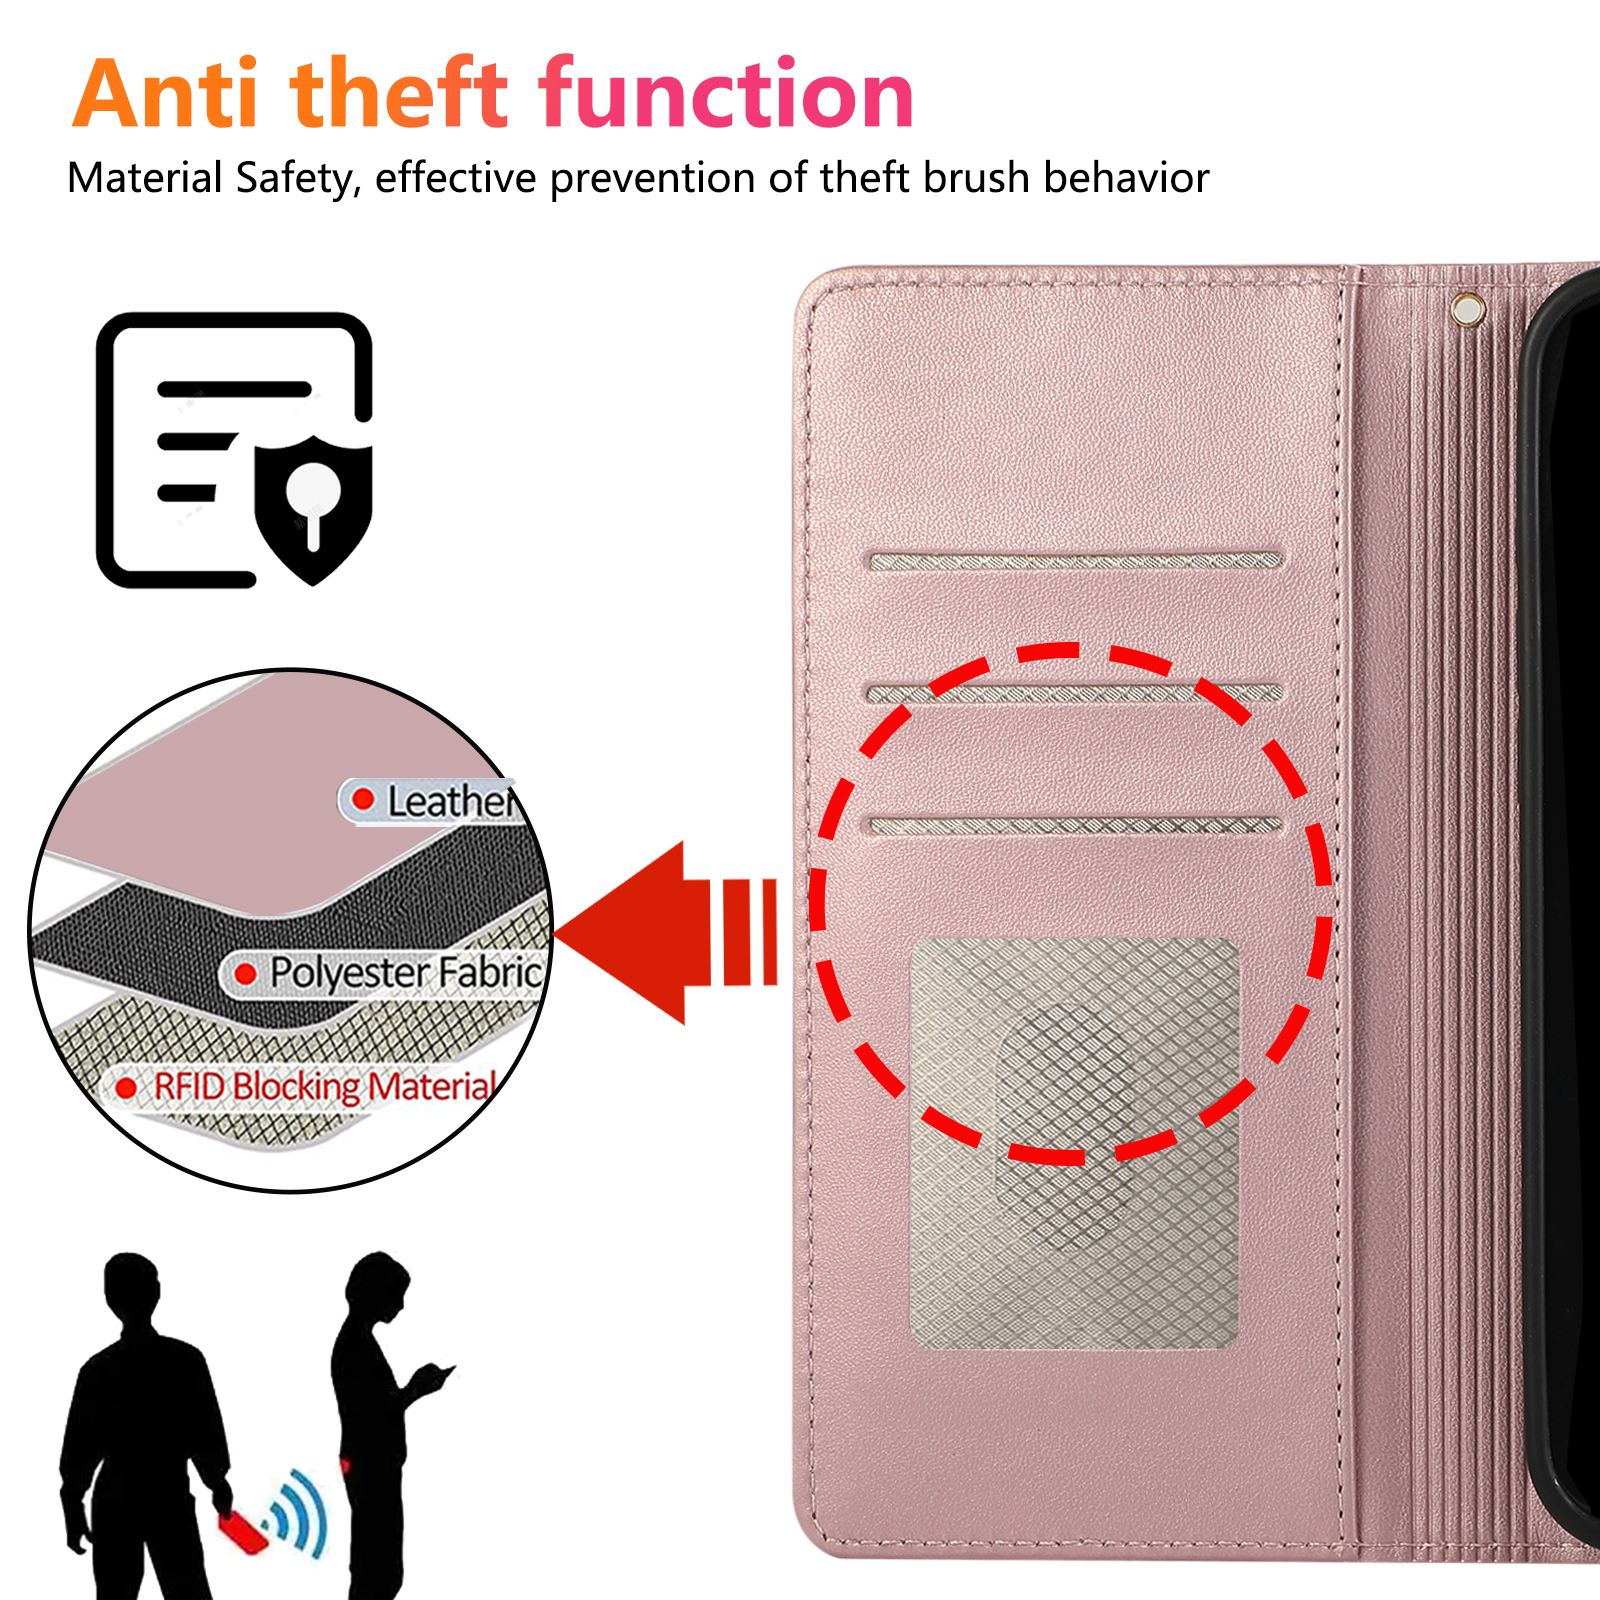 Anti theft function
Material Safety, effective prevention of theft brush behavior
Leather
Polyester Fabric
RFID Blocking Material